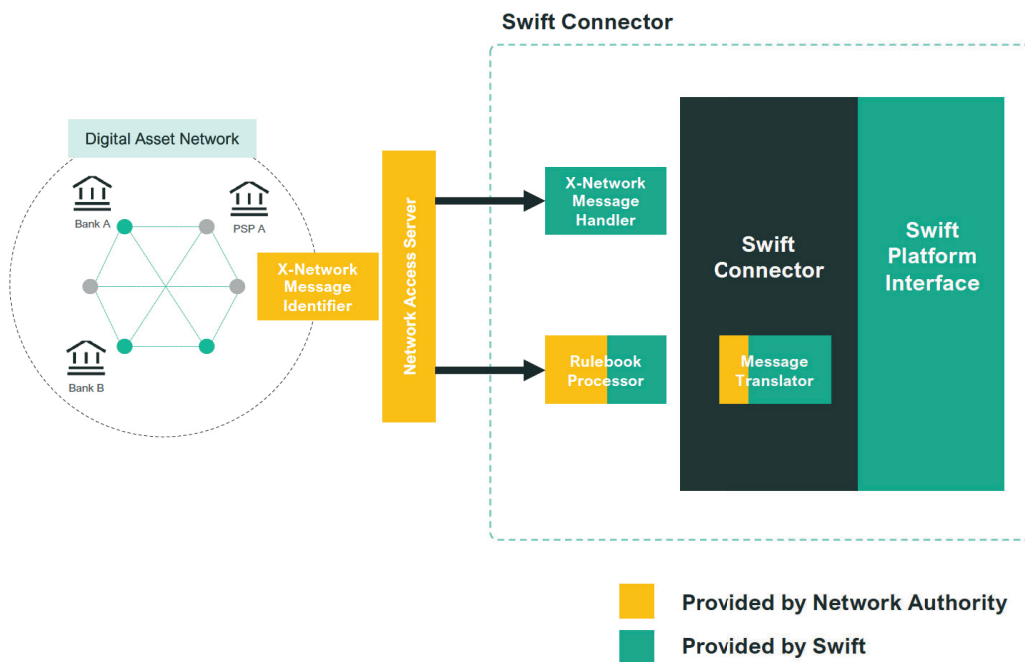 Swift Connector
Digital Asset Network
Bank A
PSP A
Bank B
X-Network
Message
Identifier
Network Access Server
X-Network
Message
Handler
Rulebook
Processor
Swift
Connector
Message
Translator
Swift
Platform
Interface
Provided by Network Authority
Provided by Swift